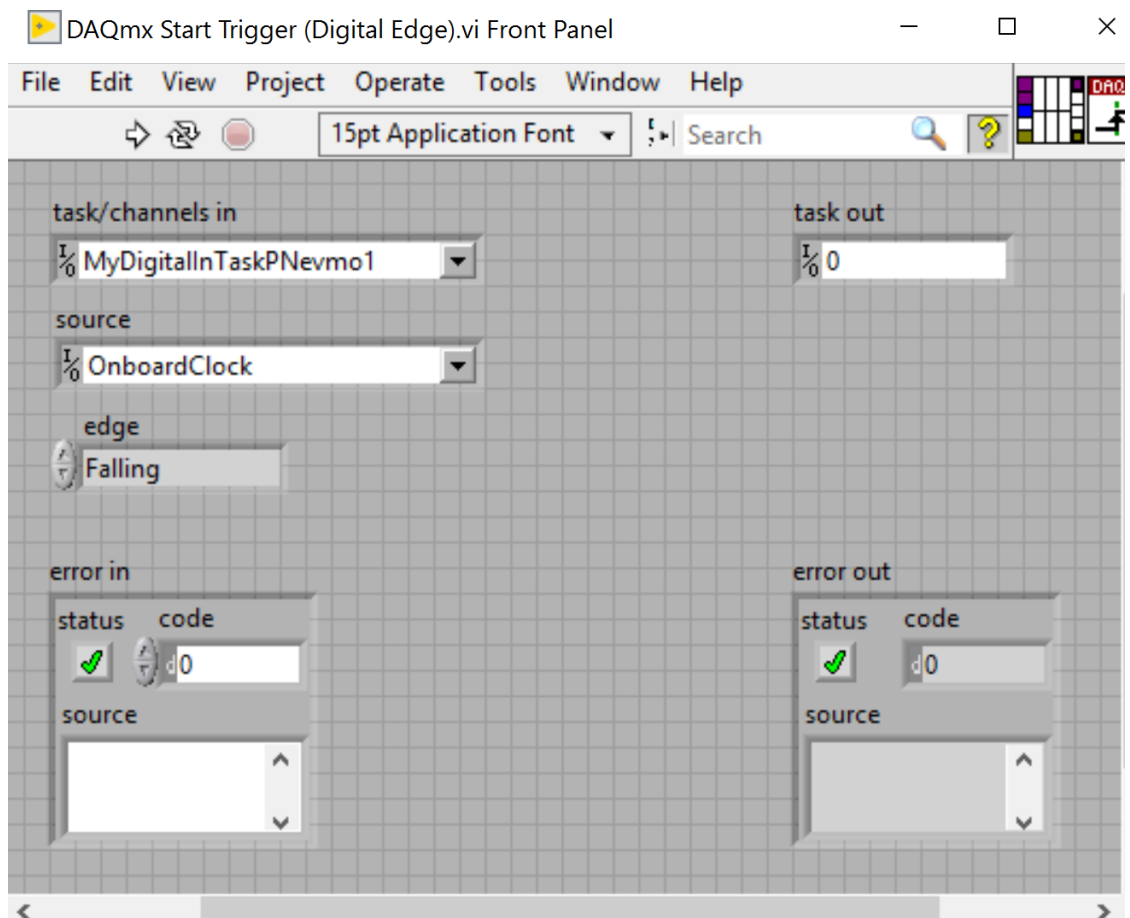 DAQmx Start Trigger (Digital Edge).vi Front Panel
File Edit View Project Operate Tools Window Help
15pt Application Font Search ? DAQ
task/channels in task out
I/O MyDigitalInTaskPNevmo1 I/O 0
source
I/O OnboardClock
edge
Falling
error in error out
status code status code
d 0 d 0
source source